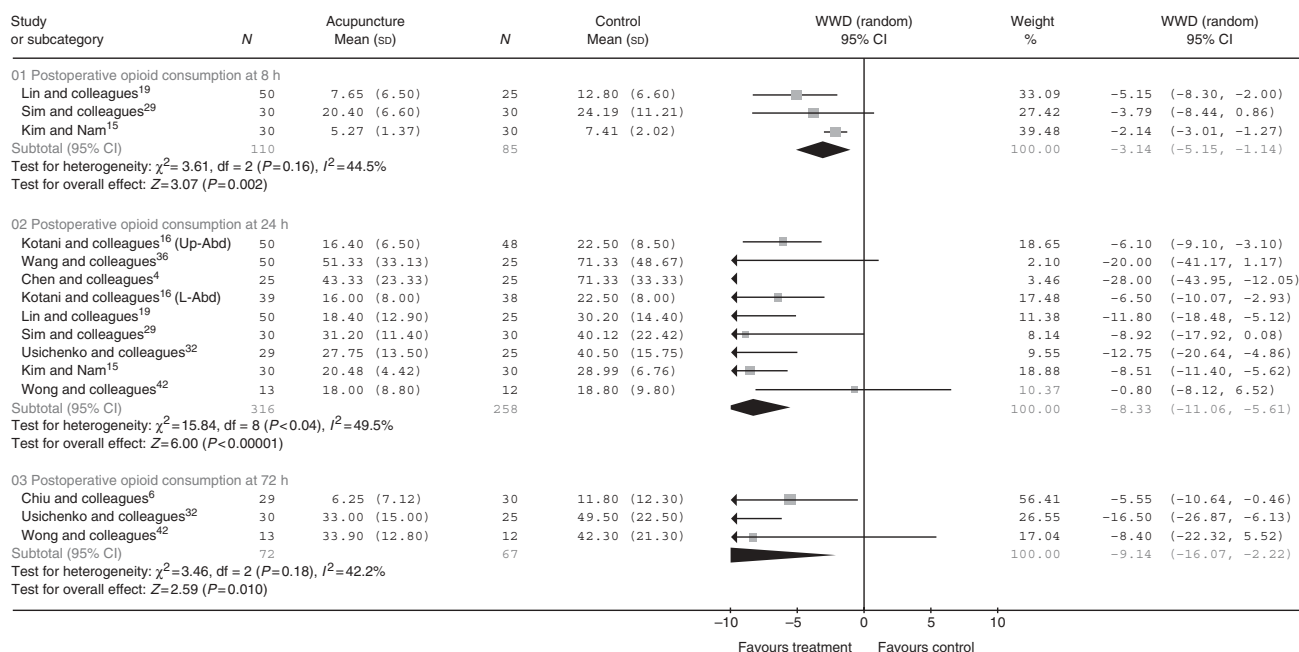 Study Acupuncture Control WWD (random) Weight WWD (random)
or subcategory N Mean (SD) N Mean (SD) 95% CI % 95% CI
01 Postoperative opioid consumption at 8 h
Lin and colleagues19 50 7.65 (6.50) 25 12.80 (6.60) 33.09 −5.15 (−8.30, −2.00)
Sim and colleagues29 30 20.40 (6.60) 30 24.19 (11.21) 27.42 −3.79 (−8.44, 0.86)
Kim and Nam15 30 5.27 (1.37) 30 7.41 (2.02) 39.48 −2.14 (−3.01, −1.27)
Subtotal (95% CI) 110 85 100.00 −3.14 (−5.15, −1.14)
Test for heterogeneity: χ2= 3.61, df = 2 (P=0.16), I2=44.5%
Test for overall effect: Z=3.07 (P=0.002)
02 Postoperative opioid consumption at 24 h
Kotani and colleagues16 (Up-Abd) 50 16.40 (6.50) 48 22.50 (8.50) 18.65 −6.10 (−9.10, −3.10)
Wang and colleagues36 50 51.33 (33.13) 25 71.33 (48.67) 2.10 −20.00 (−41.17, 1.17)
Chen and colleagues4 25 43.33 (23.33) 25 71.33 (33.33) 3.46 −28.00 (−43.95, −12.05)
Kotani and colleagues16 (L-Abd) 39 16.00 (8.00) 38 22.50 (8.00) 17.48 −6.50 (−10.07, −2.93)
Lin and colleagues19 50 18.40 (12.90) 25 30.20 (14.40) 11.38 −11.80 (−18.48, −5.12)
Sim and colleagues29 30 31.20 (11.40) 30 40.12 (22.42) 8.14 −8.92 (−17.92, 0.08)
Usichenko and colleagues32 29 27.75 (13.50) 25 40.50 (15.75) 9.55 −12.75 (−20.64, −4.86)
Kim and Nam15 30 20.48 (4.42) 30 28.99 (6.76) 18.88 −8.51 (−11.40, −5.62)
Wong and colleagues42 13 18.00 (8.80) 12 18.80 (9.80) 10.37 −0.80 (−8.12, 6.52)
Subtotal (95% CI) 316 258 100.00 −8.33 (−11.06, −5.61)
Test for heterogeneity: χ2=15.84, df = 8 (P<0.04), I2=49.5%
Test for overall effect: Z=6.00 (P<0.00001)
03 Postoperative opioid consumption at 72 h
Chiu and colleagues6 29 6.25 (7.12) 30 11.80 (12.30) 56.41 −5.55 (−10.64, −0.46)
Usichenko and colleagues32 30 33.00 (15.00) 25 49.50 (22.50) 26.55 −16.50 (−26.87, −6.13)
Wong and colleagues42 13 33.90 (12.80) 12 42.30 (21.30) 17.04 −8.40 (−22.32, 5.52)
Subtotal (95% CI) 72 67 100.00 −9.14 (−16.07, −2.22)
Test for heterogeneity: χ2=3.46, df = 2 (P=0.18), I2=42.2%
Test for overall effect: Z=2.59 (P=0.010)
−10 −5 0 5 10
Favours treatment Favours control